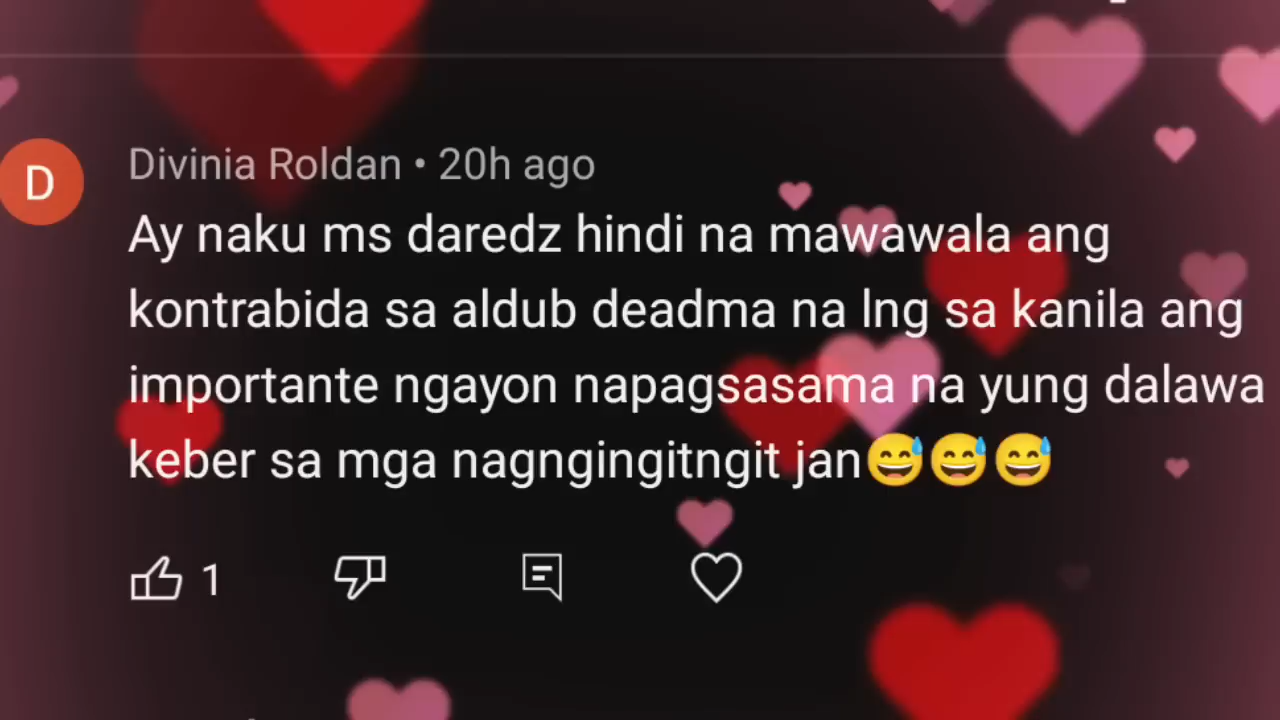 D
Divinia Roldan • 20h ago
Ay naku ms daredz hindi na mawawala ang
kontrabida sa aldub deadma na lng sa kanila ang
importante ngayon napagsasama na yung dalawa
keber sa mga nagngingitngit jan😅😅😅
1